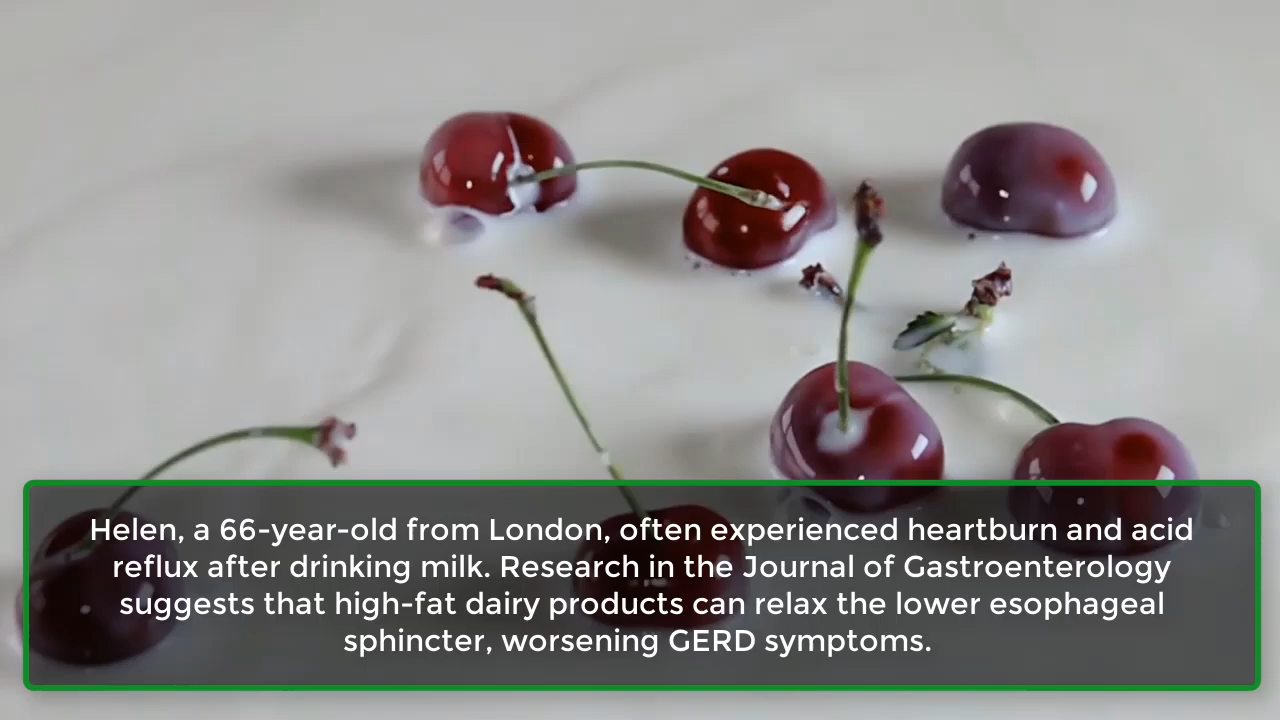 Helen, a 66-year-old from London, often experienced heartburn and acid
reflux after drinking milk. Research in the Journal of Gastroenterology
suggests that high-fat dairy products can relax the lower esophageal
sphincter, worsening GERD symptoms.